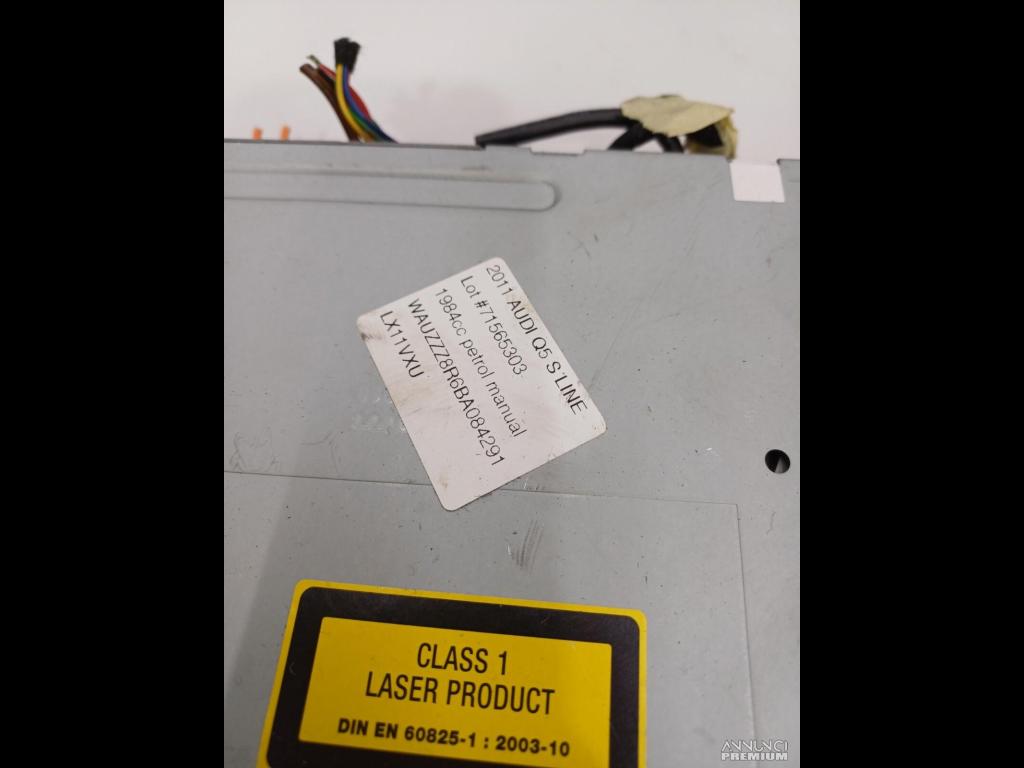 2011 AUDI Q5 S'LINE
Lot #71565303
1984cc petrol manual
WAUZZZ8R6BA084291
LX11VXU
CLASS 1
LASER PRODUCT
DIN EN 60825-1 : 2003-10
ANNUNCI
PREMIUM